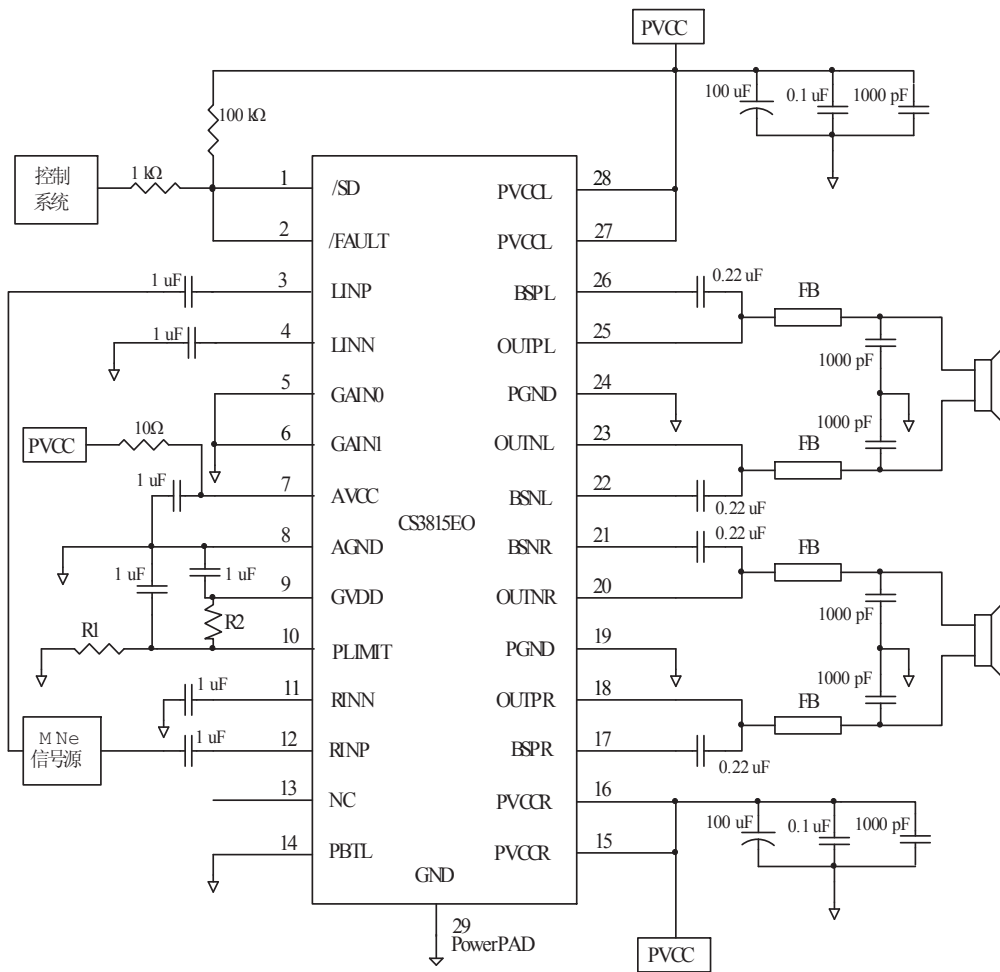 PVCC
100 uF
0.1 uF
1000 pF
100 kΩ
控制
系统
1 kΩ
1
/SD
PVCCL
28
2
/FAULT
PVCCL
27
1 uF
3
LINP
BSPL
26
0.22 uF
FB
1 uF
4
LINN
OUTPL
25
1000 pF
5
GAIN0
PGND
24
1000 pF
6
GAIN1
OUTNL
23
FB
PVCC
10Ω
1 uF
7
AVCC
BSNL
22
0.22 uF
CS3815EO
0.22 uF
8
AGND
BSNR
21
FB
1 uF
1 uF
9
GVDD
OUTNR
20
1000 pF
R1
R2
10
PLIMIT
PGND
19
1000 pF
1 uF
11
RINN
OUTPR
18
FB
MNe
信号源
1 uF
12
RINP
BSPR
17
0.22 uF
13
NC
PVCCR
16
100 uF
0.1 uF
1000 pF
14
PBTL
PVCCR
15
GND
29
PowerPAD
PVCC